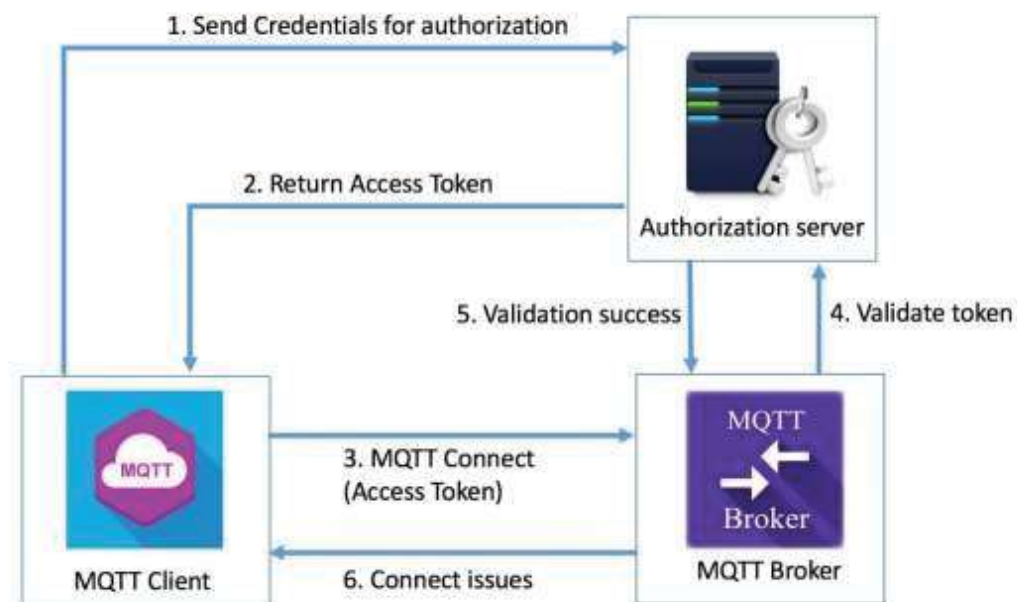 1. Send Credentials for authorization
2. Return Access Token
Authorization server
5. Validation success
4. Validate token
MQTT
MQTT Client
3. MQTT Connect
(Access Token)
6. Connect issues
MQTT
Broker
MQTT Broker